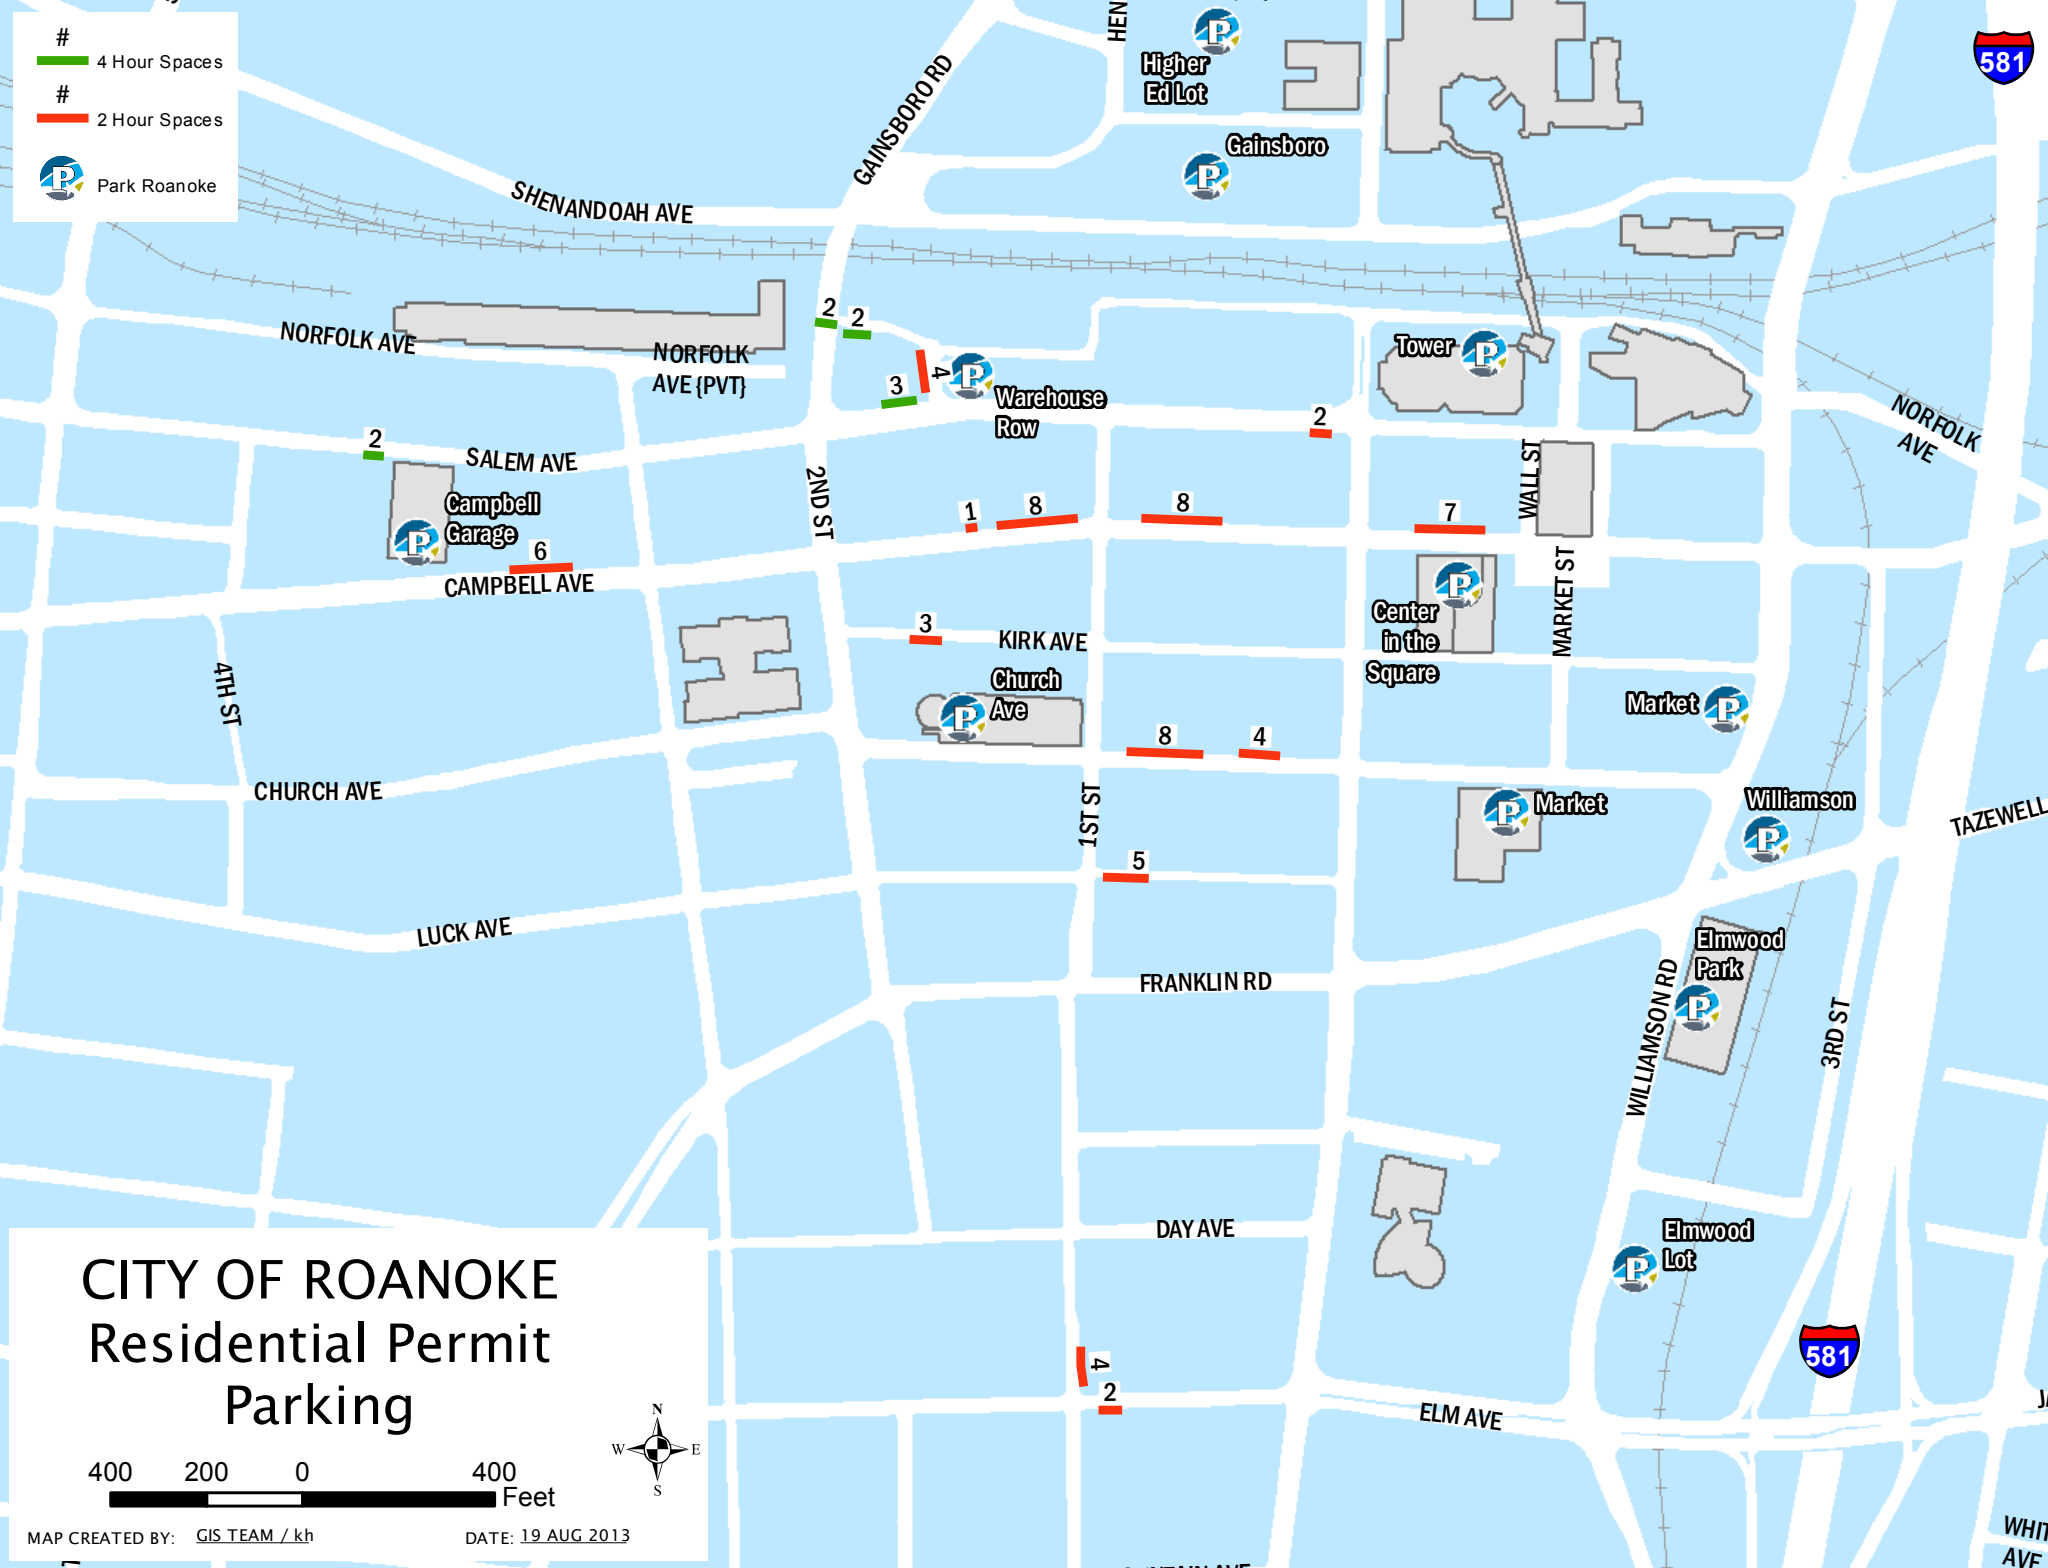 #
4 Hour Spaces
#
2 Hour Spaces
P
Park Roanoke
HEN
P
Higher
Ed Lot
581
GAINSBORO RD
Gainsboro
P
SHENANDOAH AVE
NORFOLK AVE
NORFOLK
AVE {PVT}
2
2
4
3
P
Warehouse
Row
Tower
P
2
NORFOLK
AVE
2
SALEM AVE
2ND ST
WALL ST
Campbell
Garage
P
1
8
8
7
6
CAMPBELL AVE
MARKET ST
P
Center
in the
Square
3
KIRK AVE
4TH ST
Church
Ave
P
Market
P
8
4
CHURCH AVE
1ST ST
P
Market
Williamson
P
TAZEWELL
5
LUCK AVE
FRANKLIN RD
Elmwood
Park
P
WILLIAMSON RD
3RD ST
DAY AVE
Elmwood
Lot
P
581
4
2
ELM AVE
CITY OF ROANOKE
Residential Permit
Parking
N
W E
S
400 200 0 400
Feet
MAP CREATED BY: GIS TEAM / kh DATE: 19 AUG 2013
WHIT
AVE